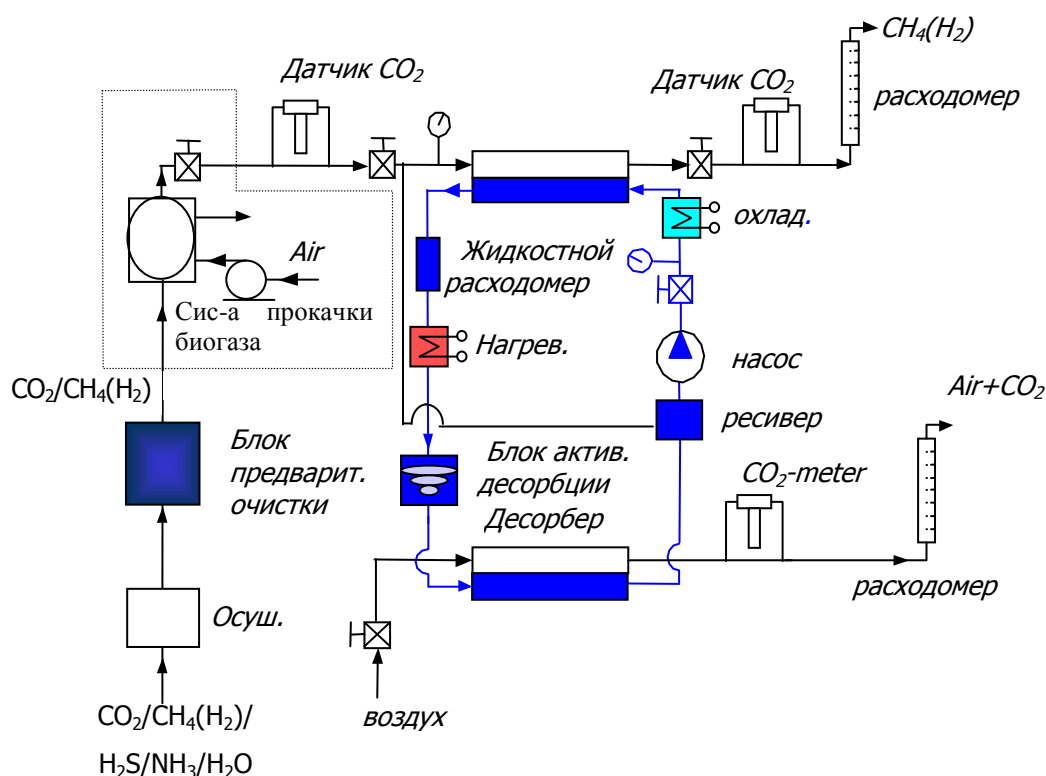 CH₄(H₂)
Датчик CO₂
Датчик CO₂
расходомер
охлад.
Air
Жидкостной
расходомер
Сис-а прокачки
биогаза
Нагрев.
насос
CO₂/CH₄(H₂)
Air+CO₂
ресивер
Блок
предварит.
очистки
Блок актив.
десорбции
Десорбер
CO₂-meter
расходомер
Осуш.
воздух
CO₂/CH₄(H₂)/
H₂S/NH₃/H₂O